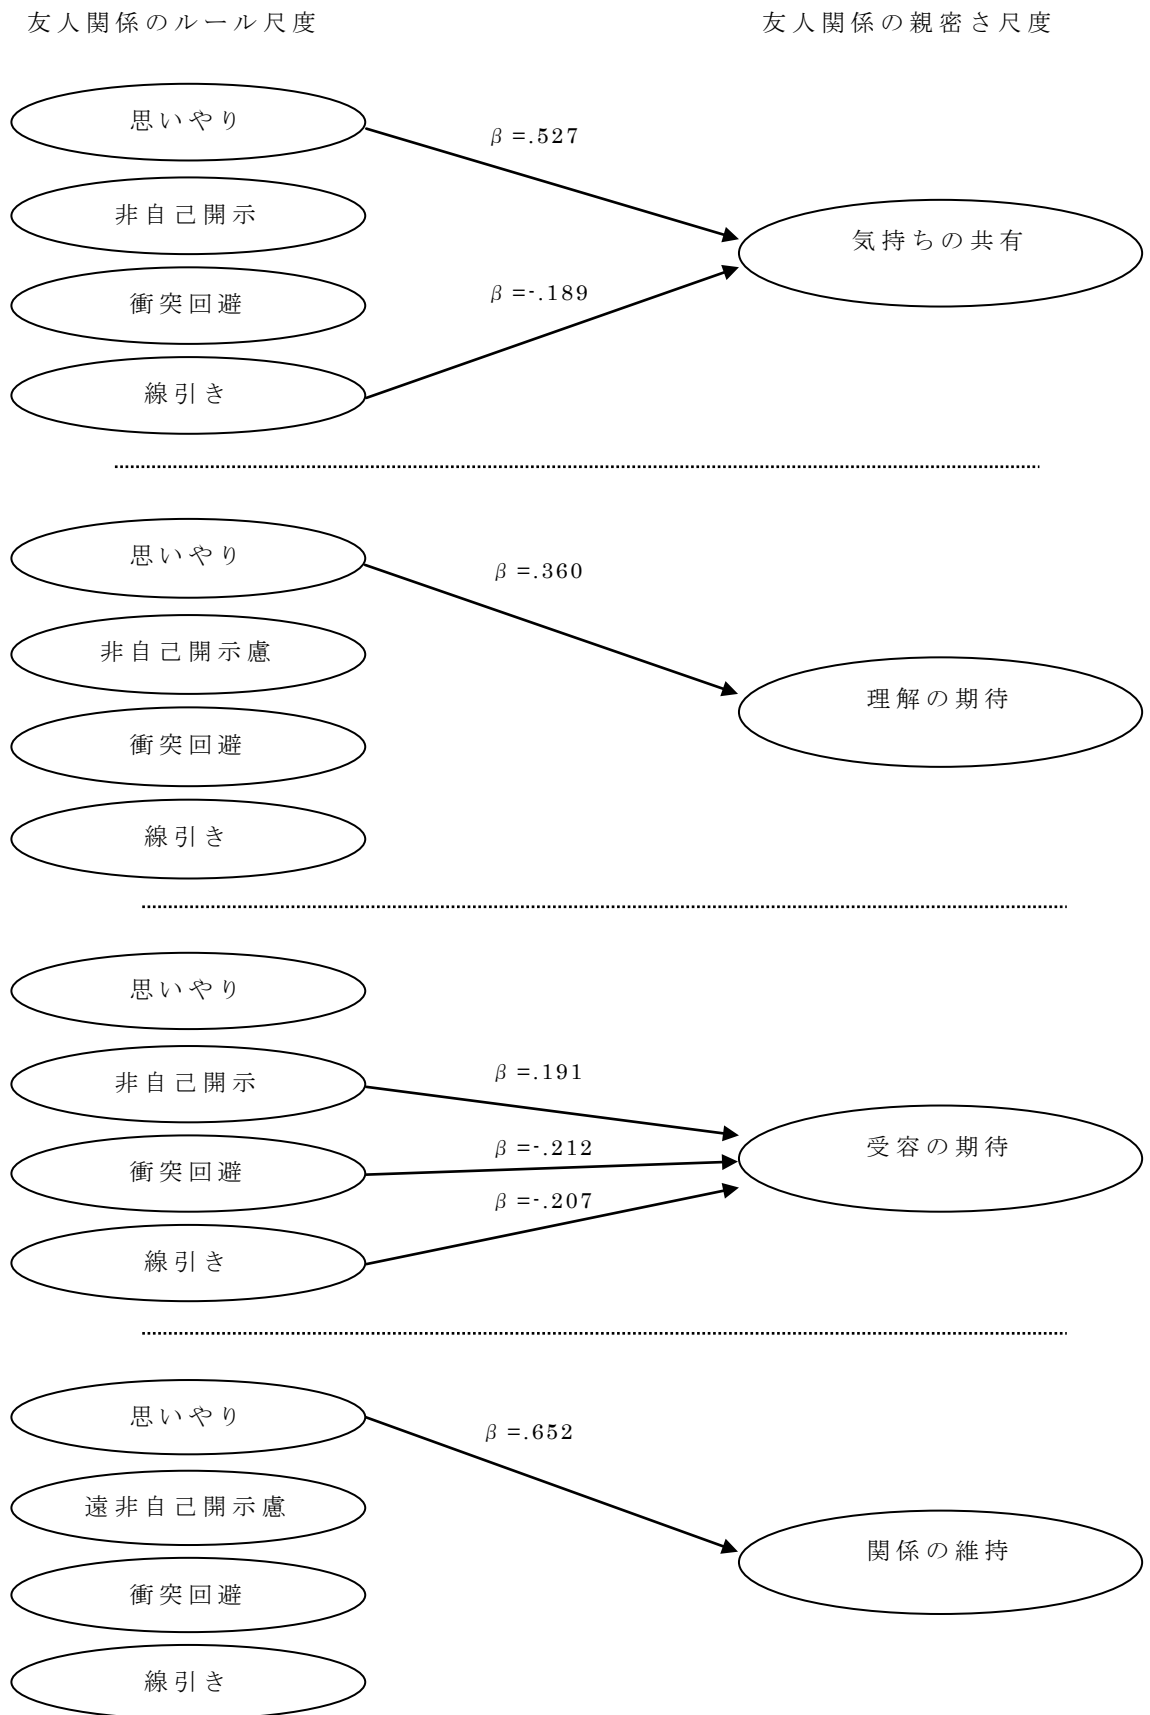 友人関係のルール尺度 友人関係の親密さ尺度
思いやり
β=.527
非自己開示
気持ちの共有
衝突回避
β=-.189
線引き
思いやり
β=.360
非自己開示慮
理解の期待
衝突回避
線引き
思いやり
非自己開示
β=.191
受容の期待
衝突回避
β=-.212
β=-.207
線引き
思いやり
β=.652
遠非自己開示慮
関係の維持
衝突回避
線引き